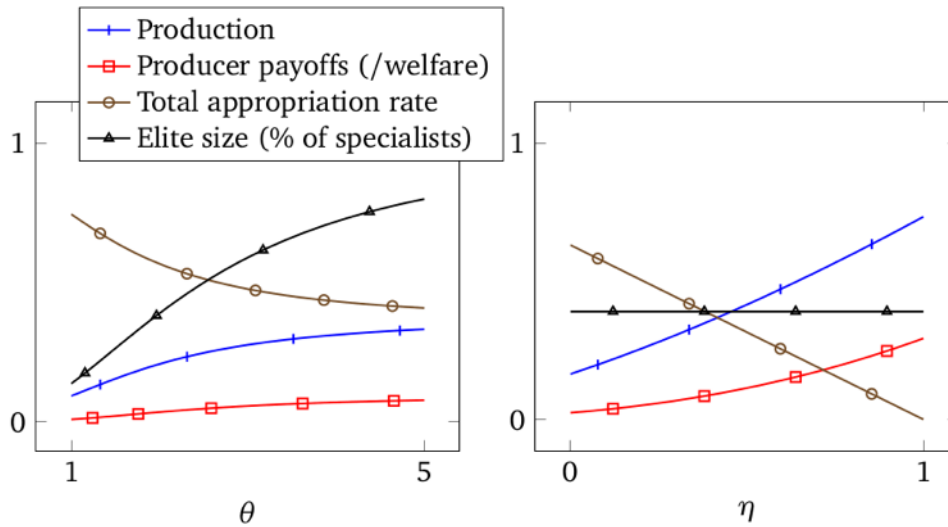 Production
Producer payoffs (/welfare)
Total appropriation rate
Elite size (% of specialists)
1
0
1
5
θ
1
0
0
1
η